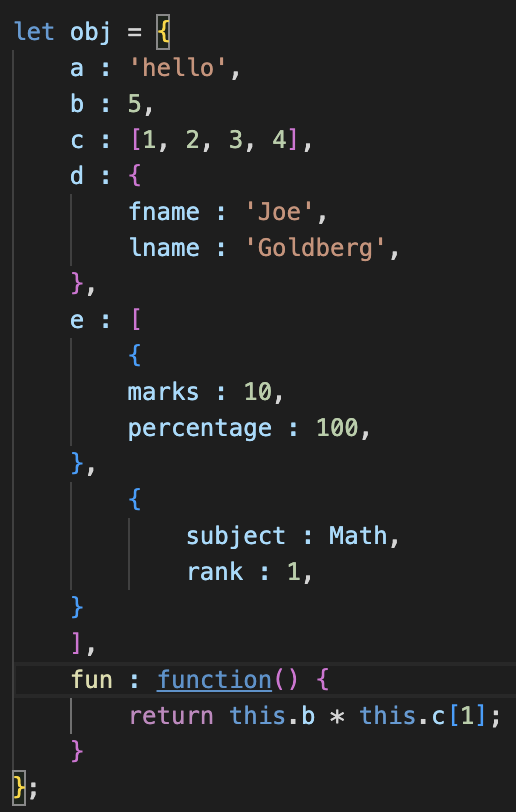 let obj = {
    a : 'hello',
    b : 5,
    c : [1, 2, 3, 4],
    d : {
        fname : 'Joe',
        lname : 'Goldberg',
    },
    e : [
        {
        marks : 10,
        percentage : 100,
    },
        {
            subject : Math,
            rank : 1,
    }
    ],
    fun : function() {
        return this.b * this.c[1];
    }
};